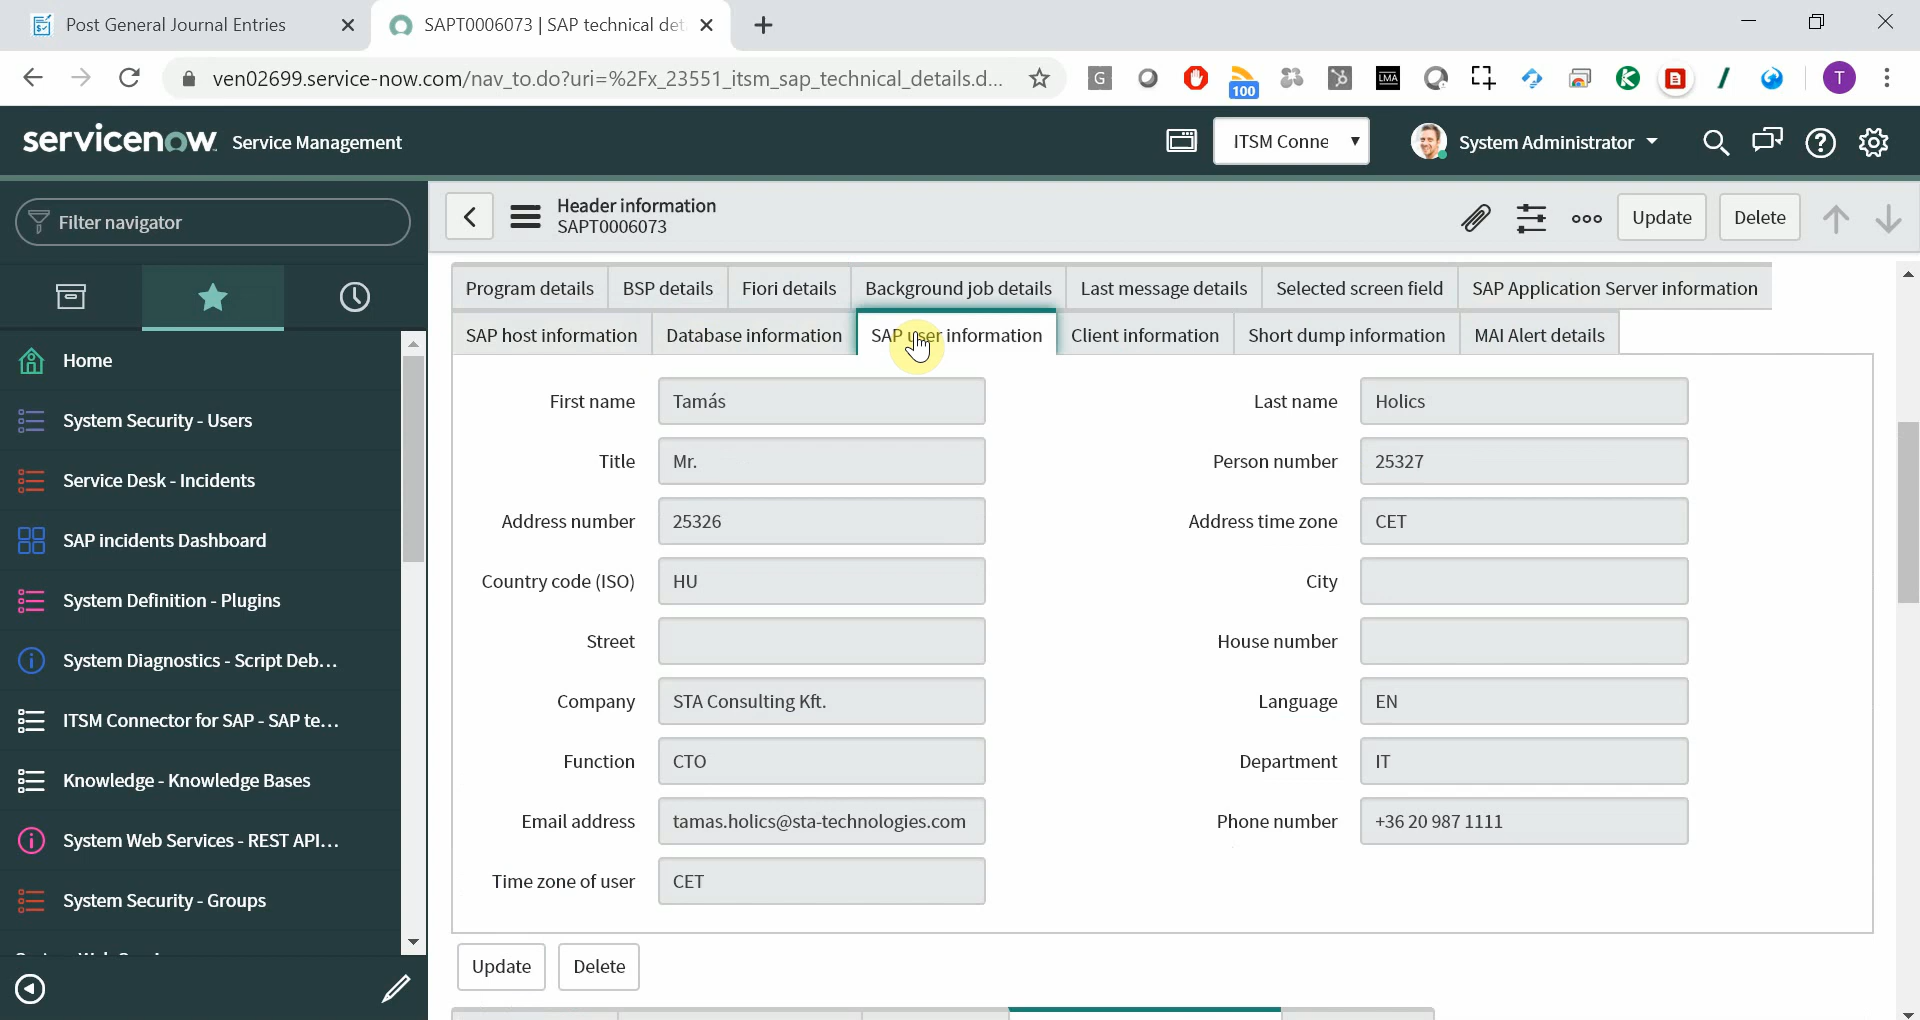 Post General Journal Entries
SAPT0006073 | SAP technical det
ven02699.service-now.com/nav_to.do?uri=%2Fx_23551_itsm_sap_technical_details.d...
G
100
LMA
K
B
T
servicenow Service Management
ITSM Conne
System Administrator
Filter navigator
Header information
SAPT0006073
Update
Delete
Home
System Security - Users
Service Desk - Incidents
SAP incidents Dashboard
System Definition - Plugins
System Diagnostics - Script Deb...
ITSM Connector for SAP - SAP te...
Knowledge - Knowledge Bases
System Web Services - REST API...
System Security - Groups
Program details
BSP details
Fiori details
Background job details
Last message details
Selected screen field
SAP Application Server information
SAP host information
Database information
SAP user information
Client information
Short dump information
MAI Alert details
First name Tamás
Last name Holics
Title Mr.
Person number 25327
Address number 25326
Address time zone CET
Country code (ISO) HU
City
Street
House number
Company STA Consulting Kft.
Language EN
Function CTO
Department IT
Email address tamas.holics@sta-technologies.com
Phone number +36 20 987 1111
Time zone of user CET
Update
Delete